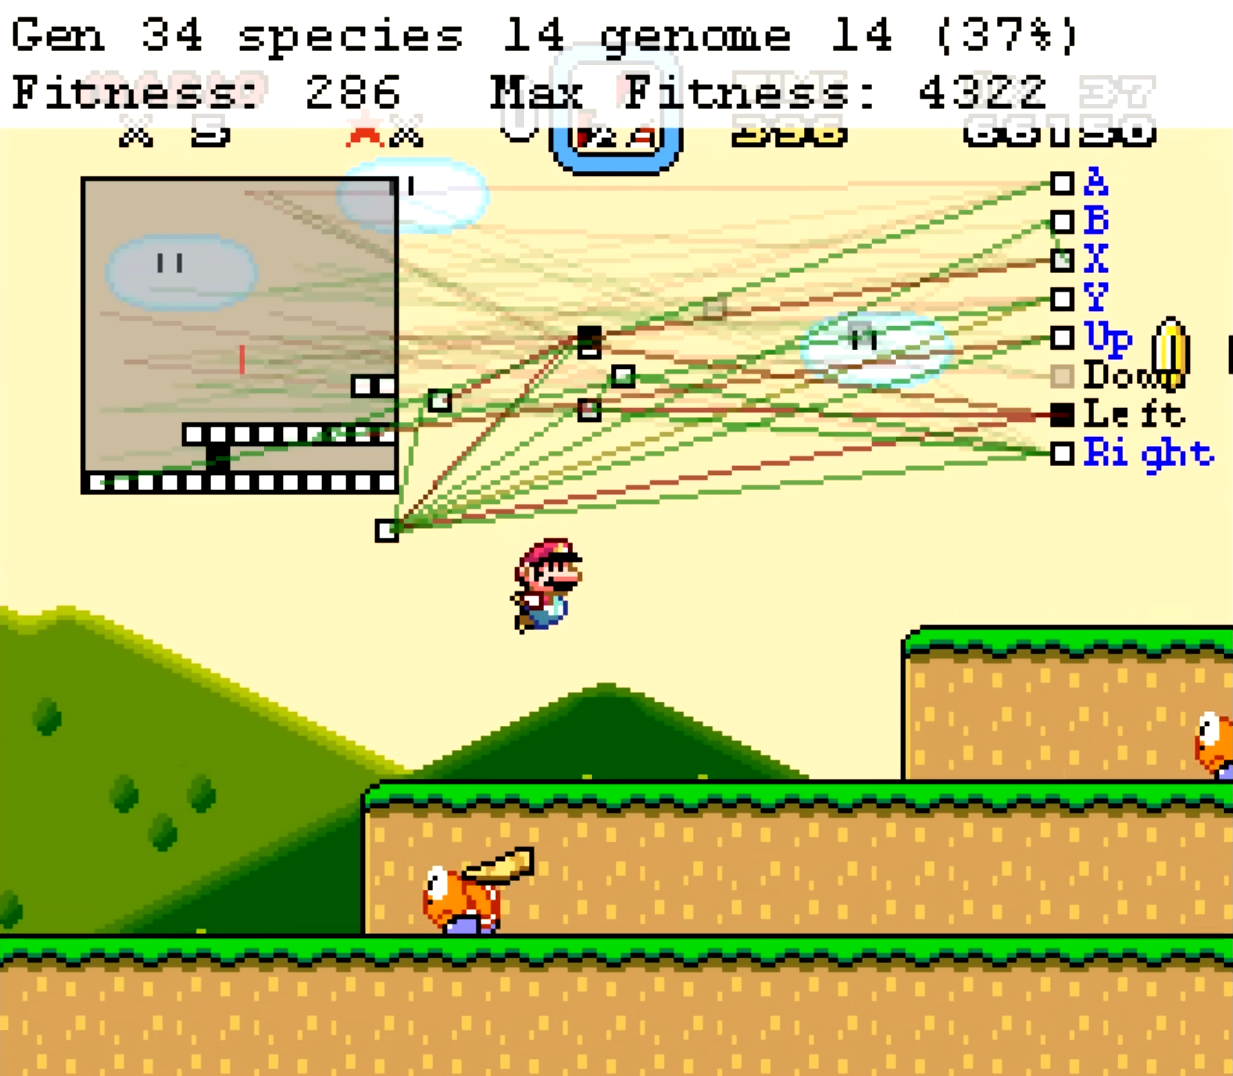 Gen 34 species 14 genome 14 (37%)
Fitness: 286 Max Fitness: 4322
A
B
X
Y
Up
Down
Left
Right